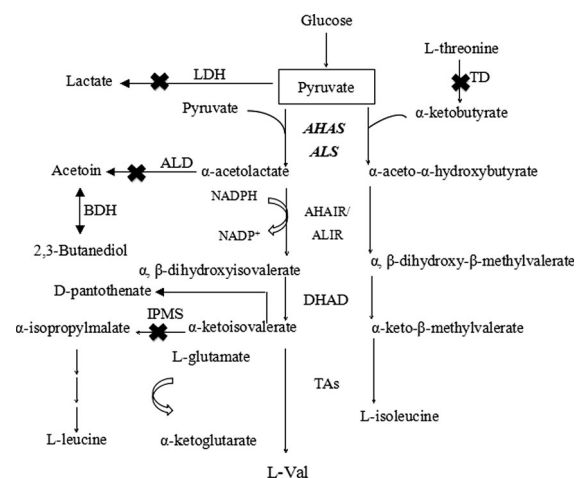 Glucose
L-threonine
Lactate
LDH
Pyruvate
TD
Pyruvate
α-ketobutyrate
AHAS
ALS
Acetoin
ALD
α-acetolactate
α-aceto-α-hydroxybutyrate
NADPH
BDH
AHAIR/
ALIR
NADP⁺
2,3-Butanediol
α, β-dihydroxyisovalerate
α, β-dihydroxy-β-methylvalerate
D-pantothenate
DHAD
IPMS
α-isopropylmalate
α-ketoisovalerate
α-keto-β-methylvalerate
L-glutamate
TAs
L-isoleucine
L-leucine
α-ketoglutarate
L-Val